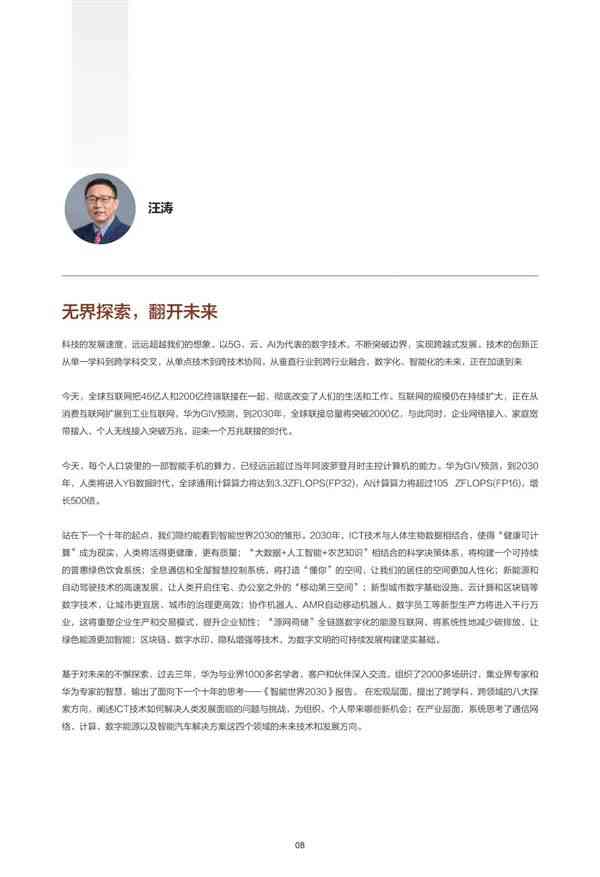 汪涛
无界探索，翻开未来
科技的发展速度，远远超越我们的想象。以5G、云、AI为代表的数字技术，不断突破边界，实现跨越式发展。技术的创新正
从单一学科到跨学科交叉，从单点技术到跨技术协同，从垂直行业到跨行业融合，数字化、智能化的未来，正在加速到来
今天，全球互联网把46亿人和200亿终端联接在一起，彻底改变了人们的生活和工作。互联网的规模仍在持续扩大，正在从
消费互联网扩展到工业互联网，华为GIV预测，到2030年，全球联接总量将突破2000亿，与此同时，企业网络接入、家庭宽
带接入、个人无线接入突破万兆，迎来一个万兆联接的时代。
今天，每个人口袋里的一部智能手机的算力，已经远远超过当年阿波罗登月时主控计算机的能力。华为GIV预测，到2030
年，人类将进入YB数据时代，全球通用计算算力将达到3.3ZFLOPS(FP32)，AI计算算力将超过105 ZFLOPS(FP16)，增
长500倍。
站在下一个十年的起点，我们隐约能看到智能世界2030的雏形。2030年，ICT技术与人体生物数据相结合，使得“健康可计
算”成为现实，人类将活得更健康，更有质量；“大数据+人工智能+农艺知识”相结合的科学决策体系，将构建一个可持续
的普惠绿色饮食系统；全息通信和全屋智慧控制系统，将打造“懂你”的空间，让我们的居住的空间更加人性化；新能源和
自动驾驶技术的高速发展，让人类开启住宅、办公室之外的“移动第三空间”；新型城市数字基础设施、云计算和区块链等
数字技术，让城市更宜居、城市的治理更高效；协作机器人、AMR自动移动机器人、数字员工等新型生产力将进入千行万
业，这将重塑企业生产和交易模式，提升企业韧性；“源网荷储”全链路数字化的能源互联网，将系统性地减少碳排放，让
绿色能源更加智能；区块链、数字水印、隐私增强等技术，为数字文明的可持续发展构建坚实基础。
基于对未来的不懈探索，过去三年，华为与业界1000多名学者，客户和伙伴深入交流，组织了2000多场研讨，集业界专家和
华为专家的智慧，输出了面向下一个十年的思考——《智能世界2030》报告。 在宏观层面，提出了跨学科、跨领域的八大探
索方向，阐述ICT技术如何解决人类发展面临的问题与挑战，为组织、个人带来哪些新机会；在产业层面，系统思考了通信网
络、计算、数字能源以及智能汽车解决方案这四个领域的未来技术和发展方向。
08